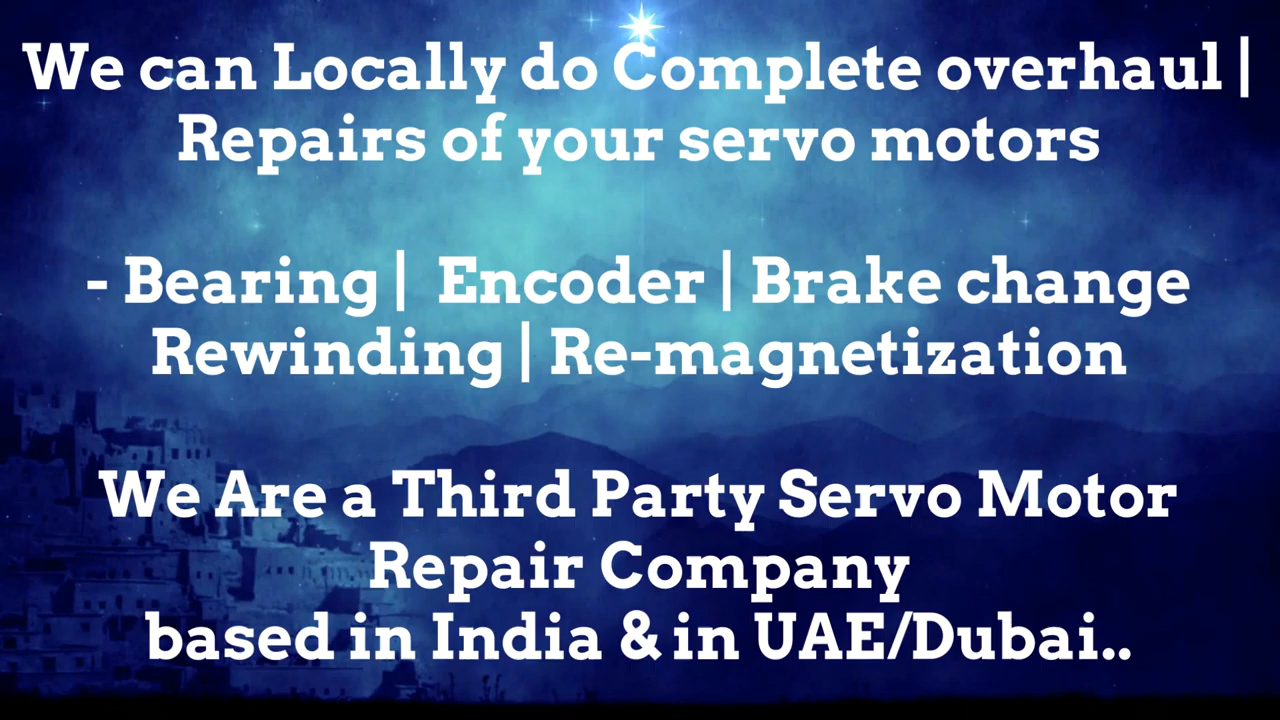 We can Locally do Complete overhaul |
Repairs of your servo motors
- Bearing | Encoder | Brake change
Rewinding | Re-magnetization
We Are a Third Party Servo Motor
Repair Company
based in India & in UAE/Dubai..